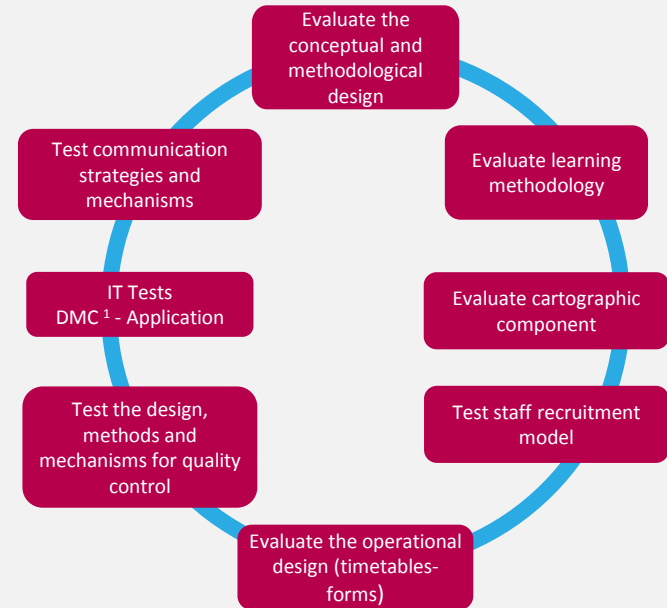 Evaluate the
conceptual and
methodological
design
Evaluate learning
methodology
Evaluate cartographic
component
Test staff recruitment
model
Evaluate the operational
design (timetables-
forms)
Test the design,
methods and
mechanisms for quality
control
IT Tests
DMC ¹ - Application
Test communication
strategies and
mechanisms